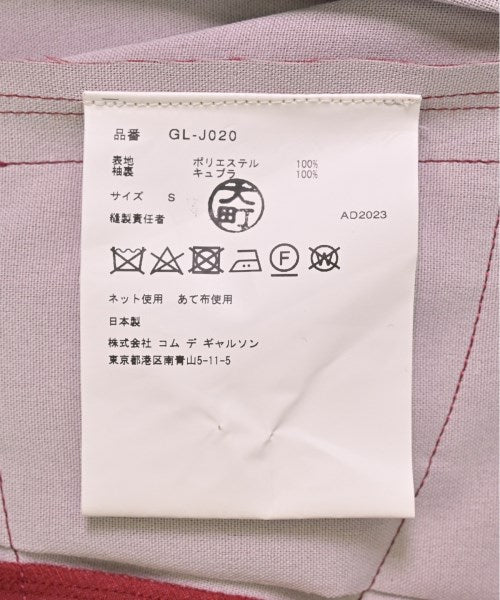 品番 GL-J020
表地 ポリエステル 100%
袖裏 キュプラ 100%
サイズ S
大町
縫製責任者 AD2023
F W
ネット使用 あて布使用
日本製
株式会社 コム デ ギャルソン
東京都港区南青山5-11-5